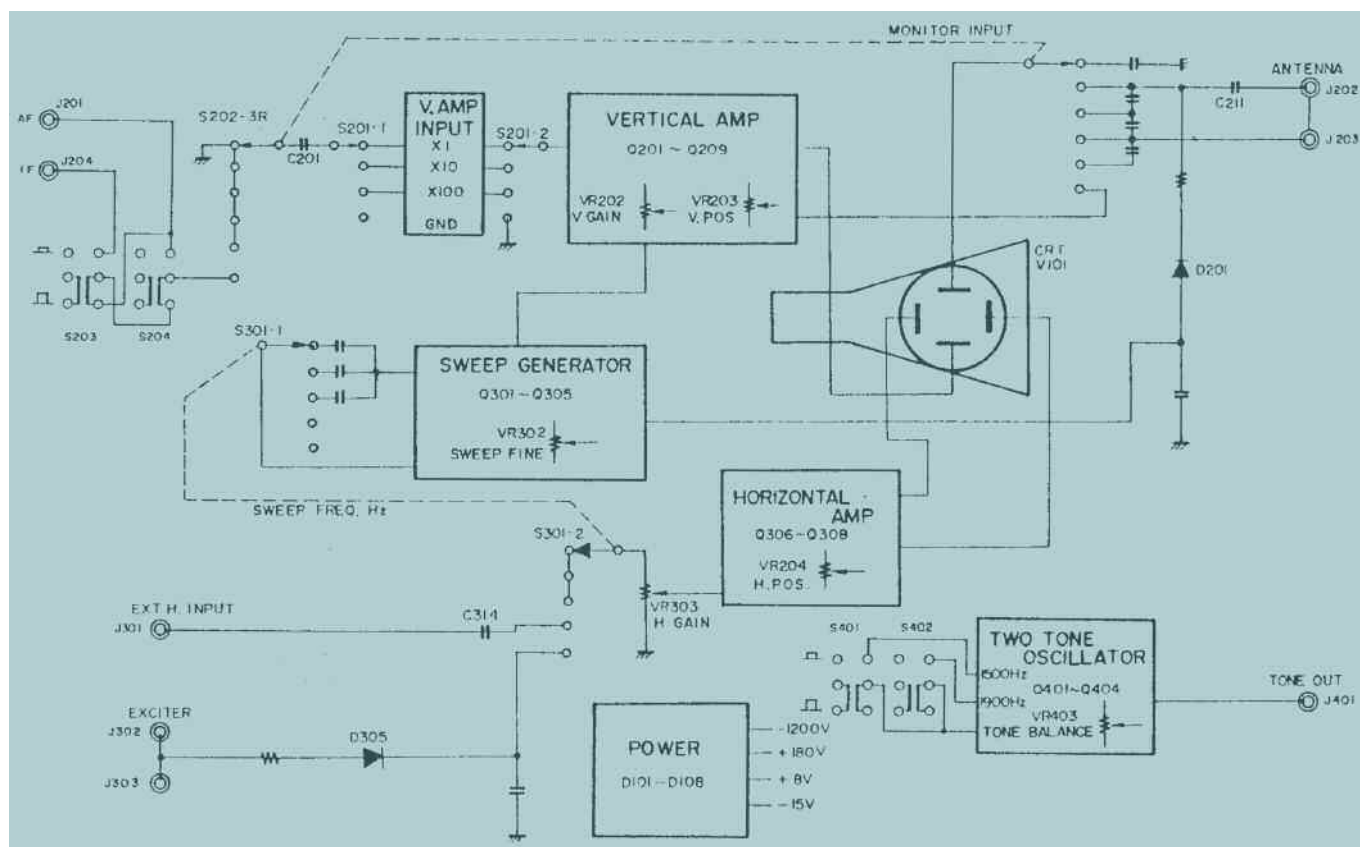 MONITOR INPUT
J201
AF
J204
S202-3R
C201
S201-1
V. AMP
INPUT
X1
X10
X100
GND
S201-2
VERTICAL AMP
Q201 ~ Q209
VR202
V. GAIN
VR203
V. POS
ANTENNA
J202
C211
J203
CRT
V101
D201
S203
S204
S301-1
SWEEP GENERATOR
Q301~Q305
VR302
SWEEP FINE
SWEEP FREQ, Hz
HORIZONTAL
AMP
Q306~Q308
VR204
H. POS.
S301-2
VR303
H GAIN
EXT H. INPUT
J301
C314
EXCITER
J302
J303
D305
POWER
D101~D108
-1200V
+180V
+8V
-15V
S401
S402
TWO TONE
OSCILLATOR
1500Hz
Q401~Q404
1900Hz
VR403
TONE BALANCE
TONE OUT
J401